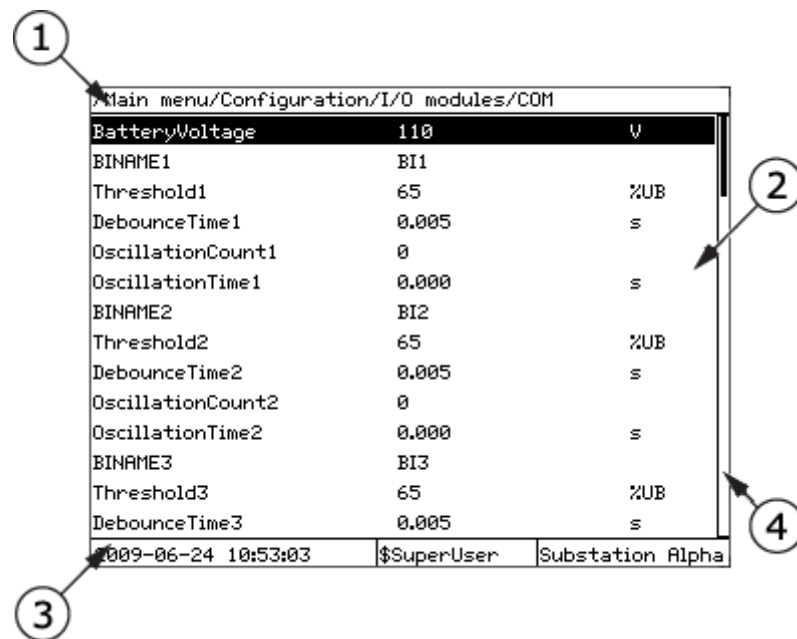 1
/Main menu/Configuration/I/O modules/COM
BatteryVoltage 110 V
BINAME1 BI1
2
Threshold1 65 %UB
DebounceTime1 0.005 s
OscillationCount1 0
OscillationTime1 0.000 s
BINAME2 BI2
Threshold2 65 %UB
DebounceTime2 0.005 s
OscillationCount2 0
OscillationTime2 0.000 s
BINAME3 BI3
Threshold3 65 %UB
4
DebounceTime3 0.005 s
2009-06-24 10:53:03 $SuperUser Substation Alpha
3